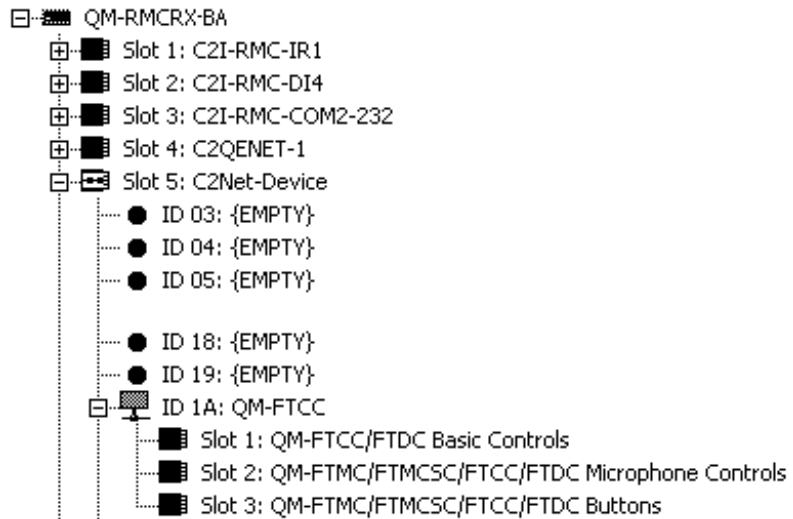 QM-RMCRX-BA
Slot 1: C2I-RMC-IR1
Slot 2: C2I-RMC-DI4
Slot 3: C2I-RMC-COM2-232
Slot 4: C2QENET-1
Slot 5: C2Net-Device
ID 03: {EMPTY}
ID 04: {EMPTY}
ID 05: {EMPTY}
ID 18: {EMPTY}
ID 19: {EMPTY}
ID 1A: QM-FTCC
Slot 1: QM-FTCC/FTDC Basic Controls
Slot 2: QM-FTMC/FTMCSC/FTCC/FTDC Microphone Controls
Slot 3: QM-FTMC/FTMCSC/FTCC/FTDC Buttons